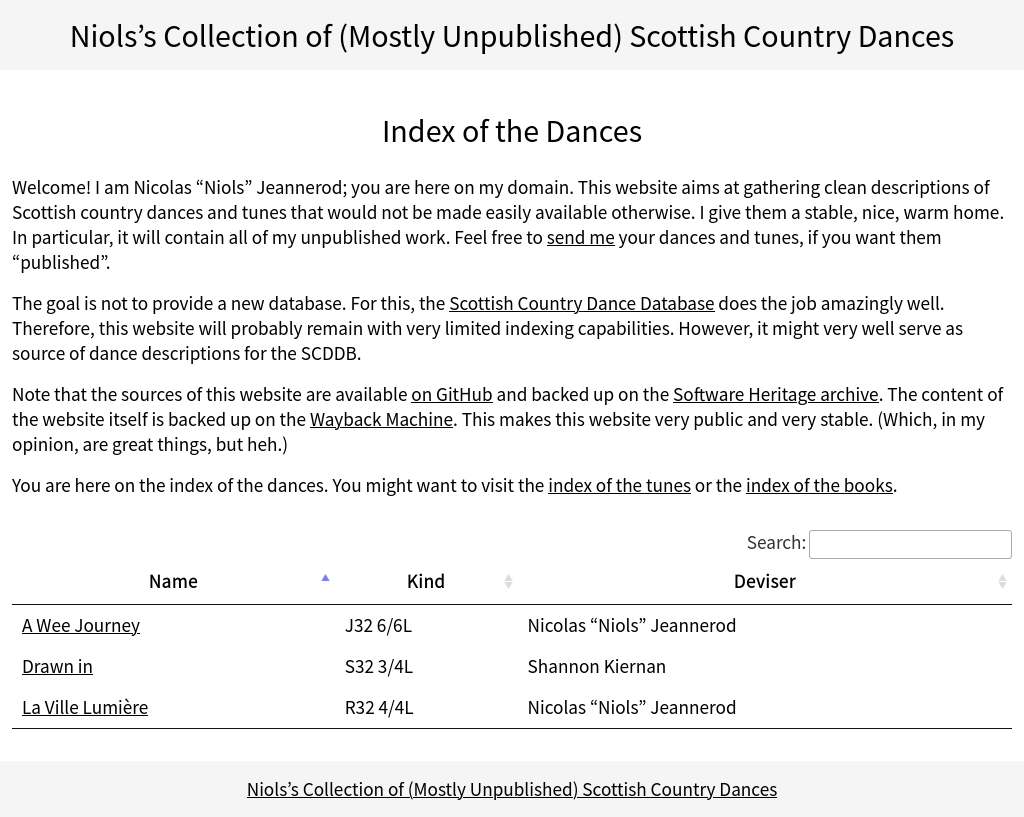 Niols’s Collection of (Mostly Unpublished) Scottish Country Dances
Index of the Dances
Welcome! I am Nicolas “Niols” Jeannerod; you are here on my domain. This website aims at gathering clean descriptions of
Scottish country dances and tunes that would not be made easily available otherwise. I give them a stable, nice, warm home.
In particular, it will contain all of my unpublished work. Feel free to send me your dances and tunes, if you want them
“published”.
The goal is not to provide a new database. For this, the Scottish Country Dance Database does the job amazingly well.
Therefore, this website will probably remain with very limited indexing capabilities. However, it might very well serve as
source of dance descriptions for the SCDDB.
Note that the sources of this website are available on GitHub and backed up on the Software Heritage archive. The content of
the website itself is backed up on the Wayback Machine. This makes this website very public and very stable. (Which, in my
opinion, are great things, but heh.)
You are here on the index of the dances. You might want to visit the index of the tunes or the index of the books.
Search:
Name Kind Deviser
A Wee Journey J32 6/6L Nicolas “Niols” Jeannerod
Drawn in S32 3/4L Shannon Kiernan
La Ville Lumière R32 4/4L Nicolas “Niols” Jeannerod
Niols’s Collection of (Mostly Unpublished) Scottish Country Dances